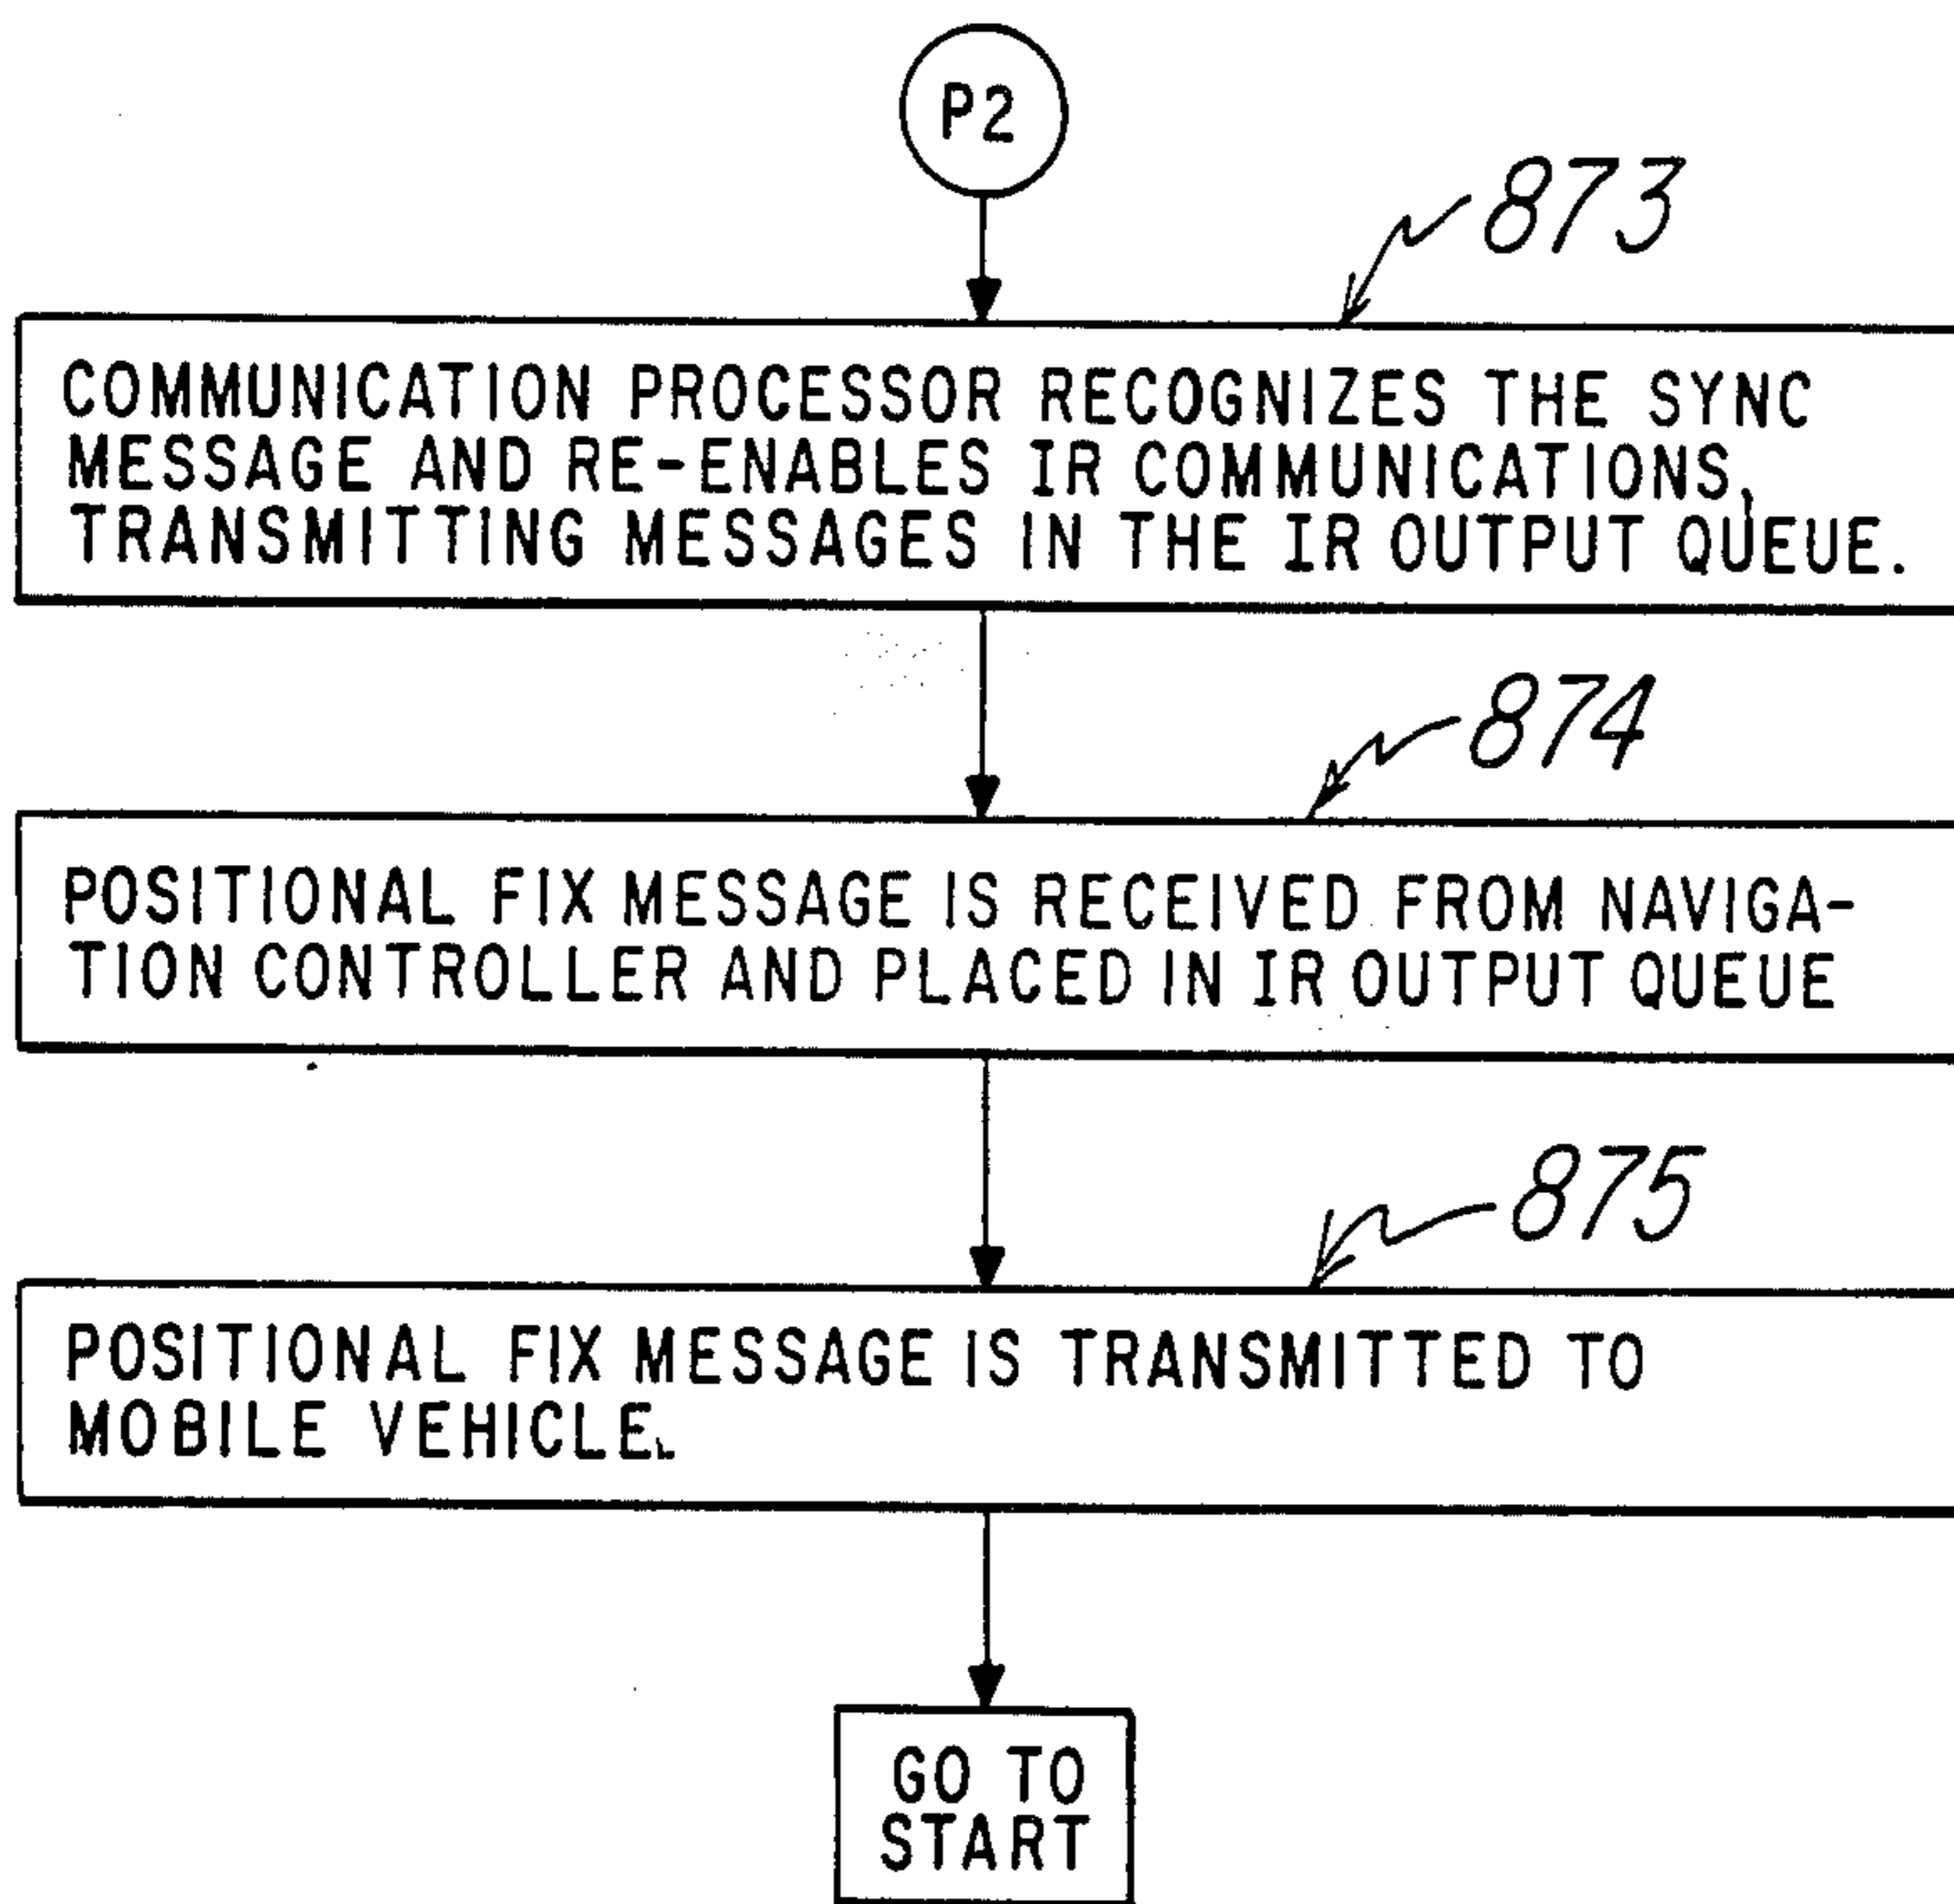 P2
873
COMMUNICATION PROCESSOR RECOGNIZES THE SYNC
MESSAGE AND RE-ENABLES IR COMMUNICATIONS,
TRANSMITTING MESSAGES IN THE IR OUTPUT QUEUE.
874
POSITIONAL FIX MESSAGE IS RECEIVED FROM NAVIGA-
TION CONTROLLER AND PLACED IN IR OUTPUT QUEUE
875
POSITIONAL FIX MESSAGE IS TRANSMITTED TO
MOBILE VEHICLE.
GO TO
START